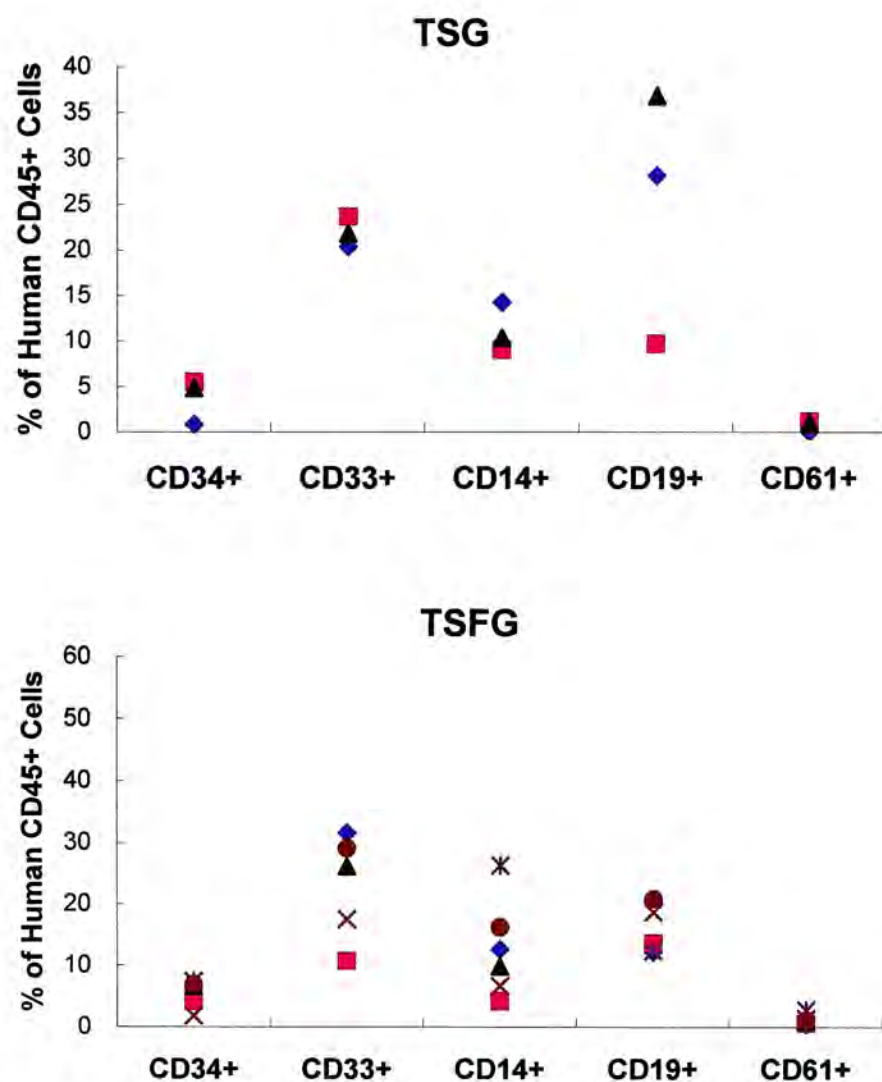 TSG
% of Human CD45+ Cells
40
35
30
25
20
15
10
5
0
CD34+ CD33+ CD14+ CD19+ CD61+
TSFG
% of Human CD45+ Cells
60
50
40
30
20
10
0
CD34+ CD33+ CD14+ CD19+ CD61+